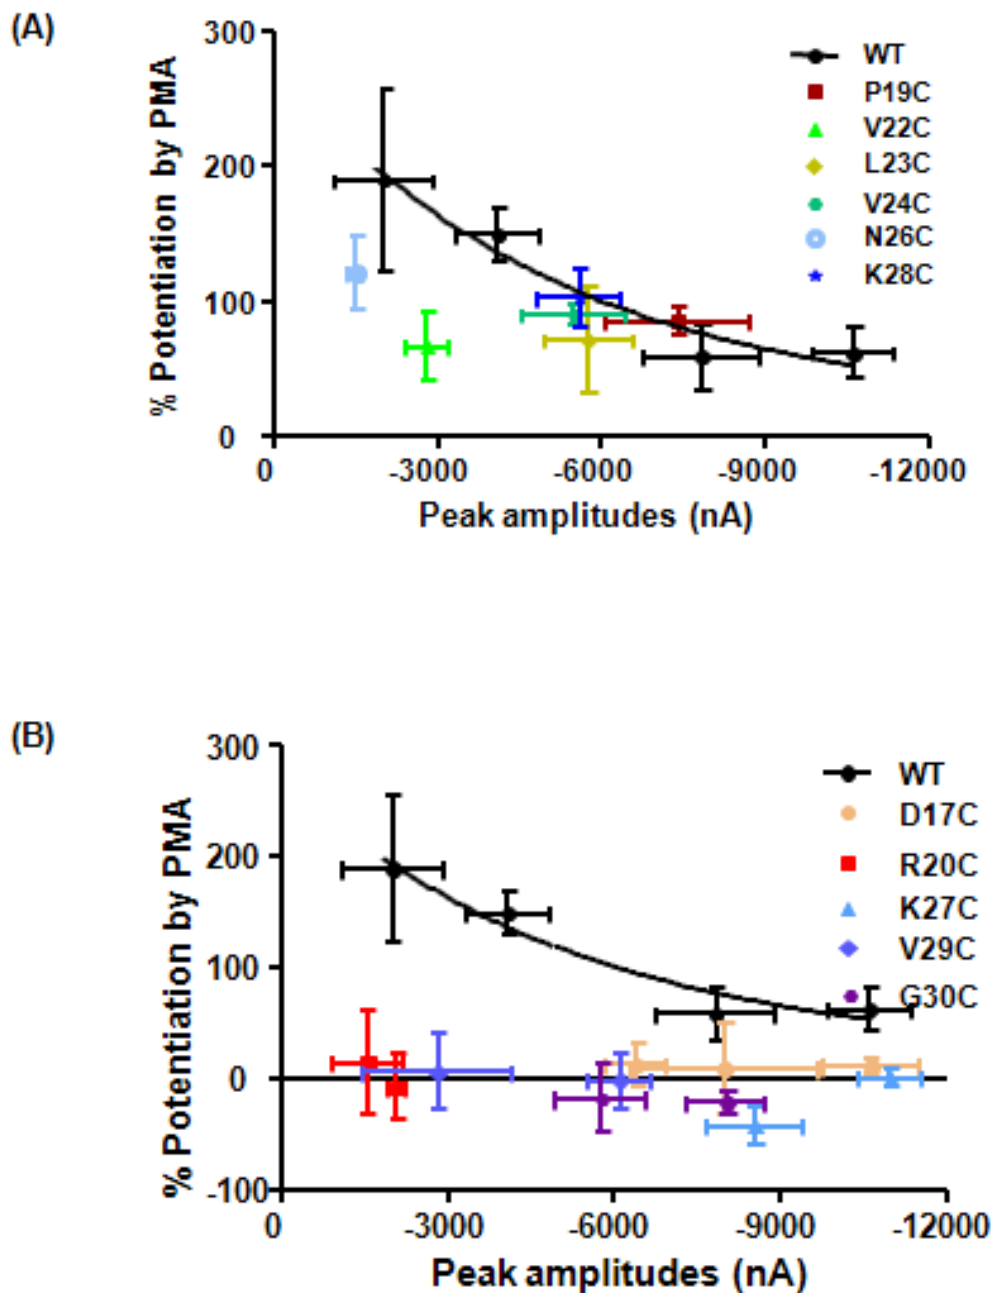 (A)
% Potentiation by PMA
300
200
100
0
0 -3000 -6000 -9000 -12000
Peak amplitudes (nA)
WT
P19C
V22C
L23C
V24C
N26C
K28C
(B)
% Potentiation by PMA
300
200
100
0
-100
0 -3000 -6000 -9000 -12000
Peak amplitudes (nA)
WT
D17C
R20C
K27C
V29C
G30C